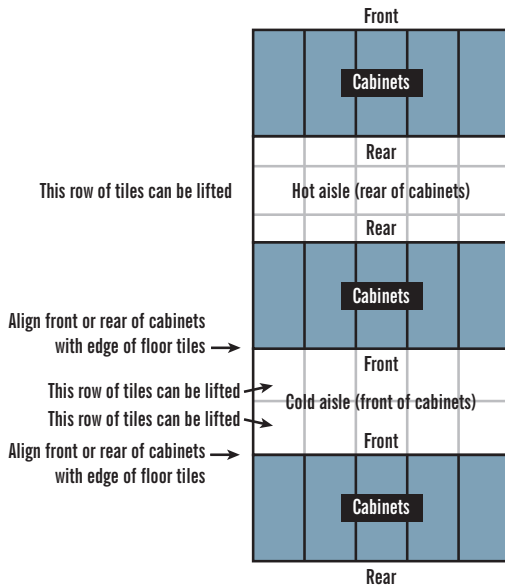 Front
Cabinets
Rear
This row of tiles can be lifted
Hot aisle (rear of cabinets)
Rear
Cabinets
Align front or rear of cabinets
with edge of floor tiles
Front
This row of tiles can be lifted
Cold aisle (front of cabinets)
This row of tiles can be lifted
Front
Align front or rear of cabinets
with edge of floor tiles
Cabinets
Rear